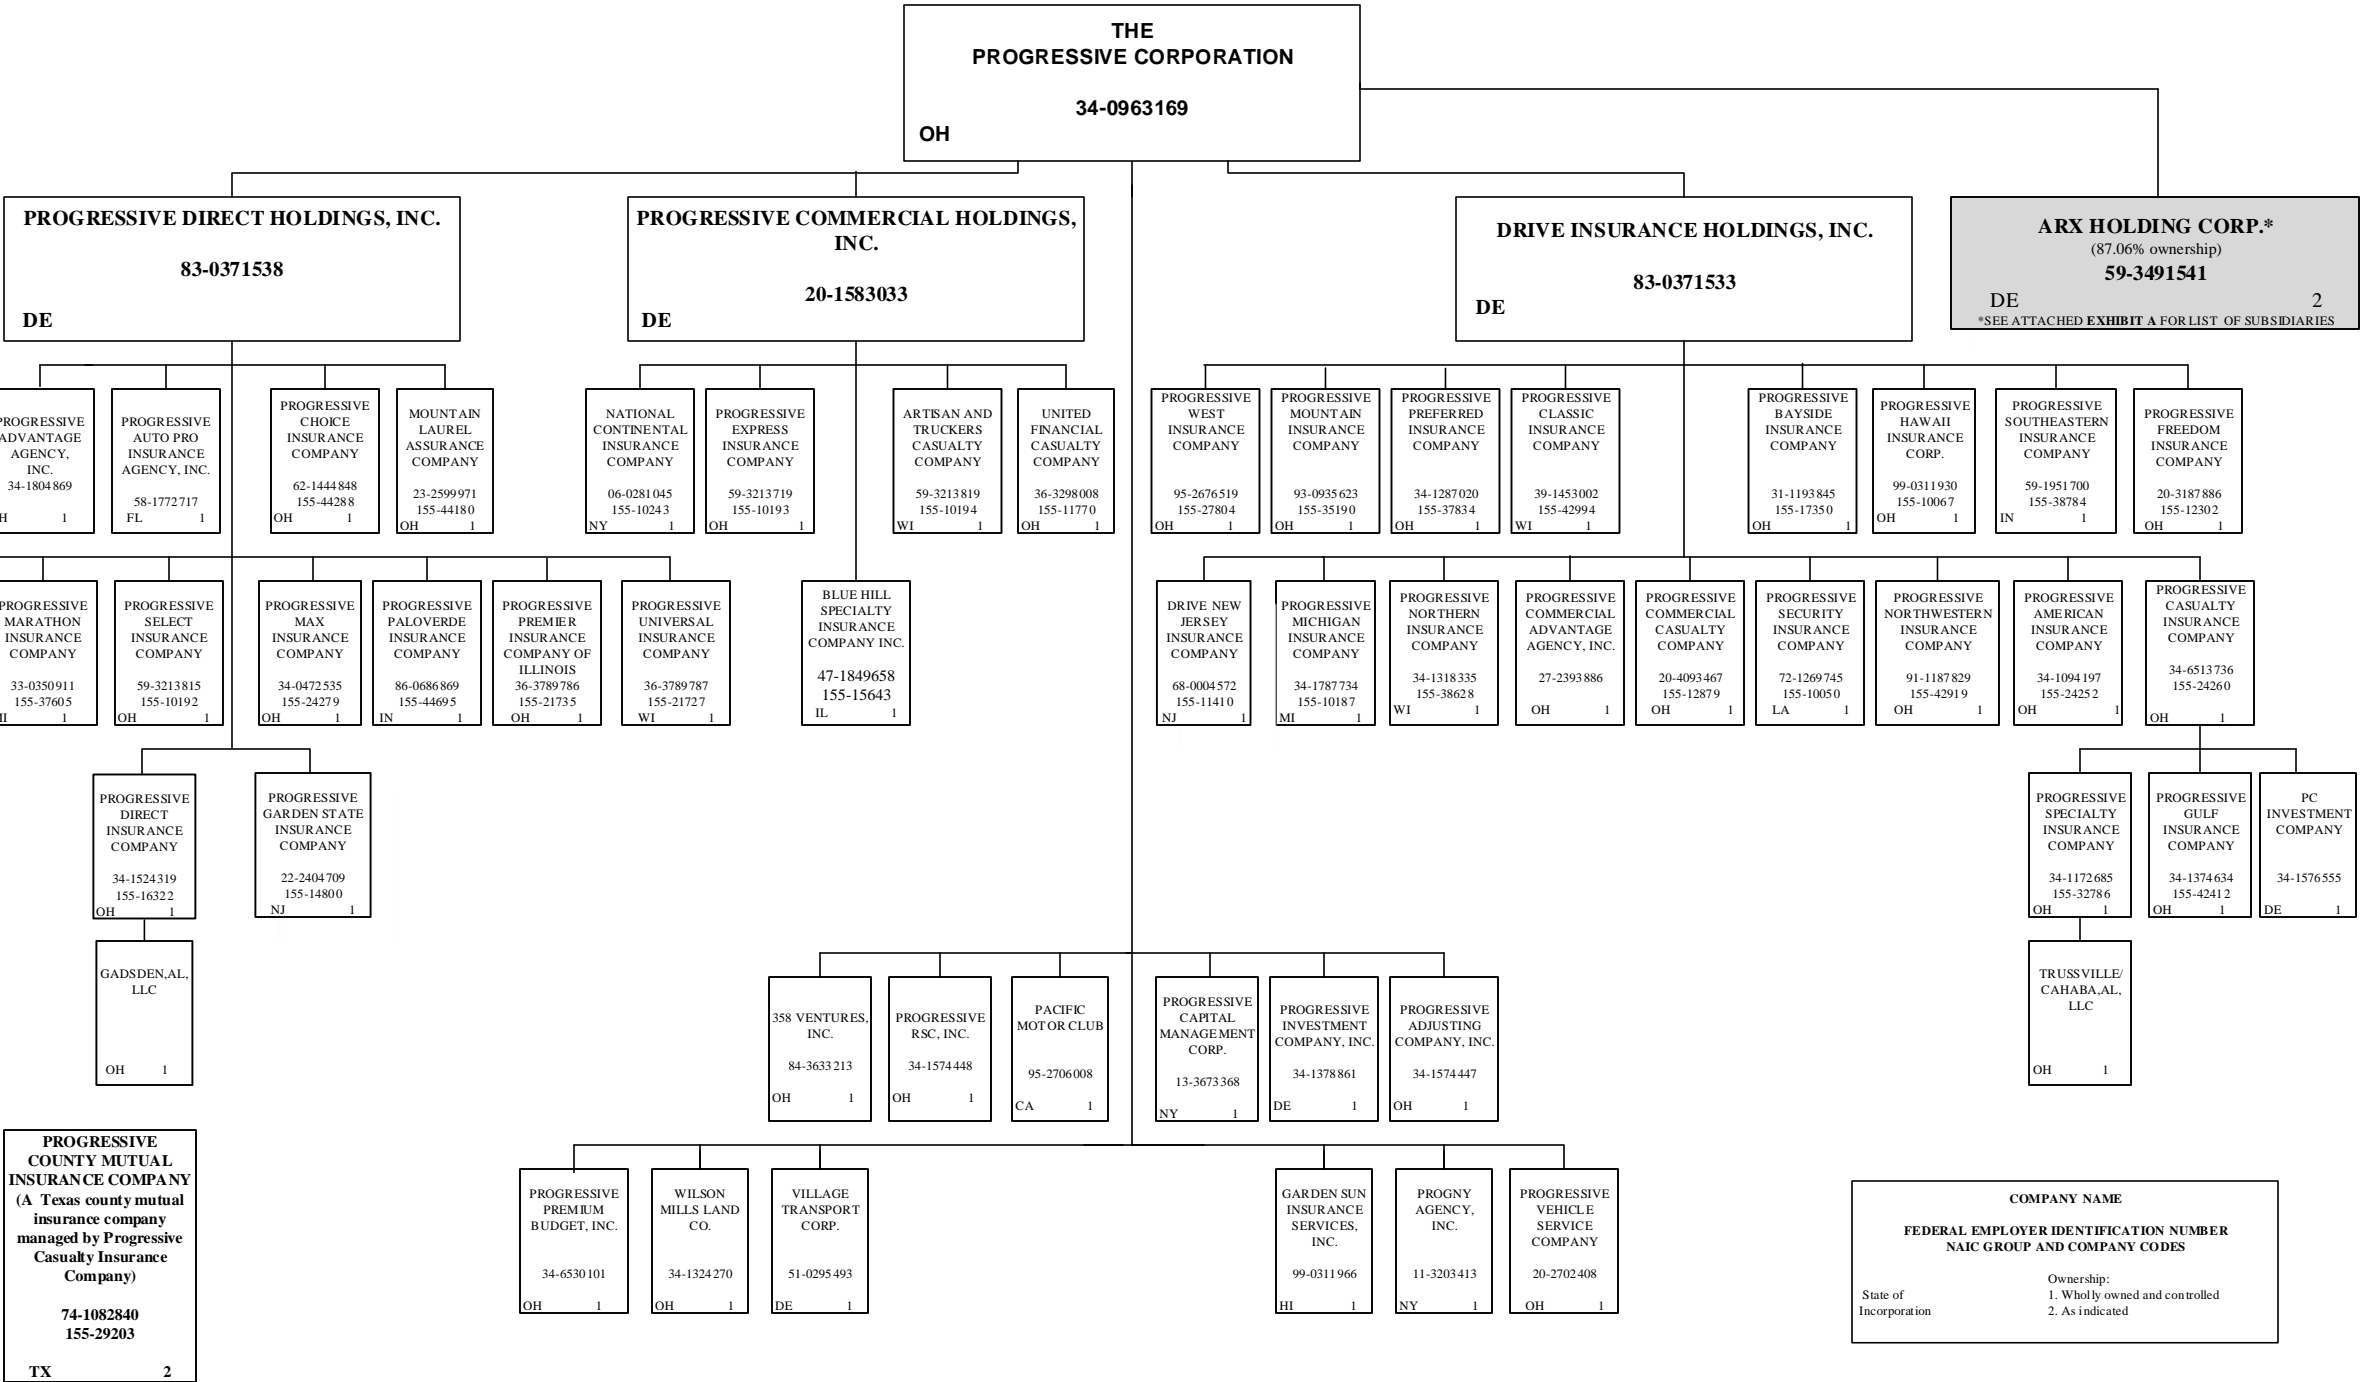 THE
PROGRESSIVE CORPORATION
34-0963169
OH
PROGRESSIVE DIRECT HOLDINGS, INC.
83-0371538
DE
PROGRESSIVE COMMERCIAL HOLDINGS,
INC.
20-1583033
DE
DRIVE INSURANCE HOLDINGS, INC.
83-0371533
DE
ARX HOLDING CORP.*
(87.06% ownership)
59-3491541
DE 2
*SEE ATTACHED EXHIBIT A FOR LIST OF SUBSIDIARIES
PROGRESSIVE
ADVANTAGE
AGENCY,
INC.
34-1804869
H 1
PROGRESSIVE
AUTO PRO
INSURANCE
AGENCY, INC.
58-1772717
FL 1
PROGRESSIVE
CHOICE
INSURANCE
COMPANY
62-1444848
155-44288
OH 1
MOUNTAIN
LAUREL
ASSURANCE
COMPANY
23-2599971
155-44180
OH 1
NATIONAL
CONTINENTAL
INSURANCE
COMPANY
06-0281045
155-10243
NY 1
PROGRESSIVE
EXPRESS
INSURANCE
COMPANY
59-3213719
155-10193
OH 1
ARTISAN AND
TRUCKERS
CASUALTY
COMPANY
59-3213819
155-10194
WI 1
UNITED
FINANCIAL
CASUALTY
COMPANY
36-3298008
155-11770
OH 1
PROGRESSIVE
WEST
INSURANCE
COMPANY
95-2676519
155-27804
OH 1
PROGRESSIVE
MOUNTAIN
INSURANCE
COMPANY
93-0935623
155-35190
OH 1
PROGRESSIVE
PREFERRED
INSURANCE
COMPANY
34-1287020
155-37834
OH 1
PROGRESSIVE
CLASSIC
INSURANCE
COMPANY
39-1453002
155-42994
WI 1
PROGRESSIVE
BAYSIDE
INSURANCE
COMPANY
31-1193845
155-17350
OH 1
PROGRESSIVE
HAWAII
INSURANCE
CORP.
99-0311930
155-10067
OH 1
PROGRESSIVE
SOUTHEASTERN
INSURANCE
COMPANY
59-1951700
155-38784
IN 1
PROGRESSIVE
FREEDOM
INSURANCE
COMPANY
20-3187886
155-12302
OH 1
PROGRESSIVE
MARATHON
INSURANCE
COMPANY
33-0350911
155-37605
MI 1
PROGRESSIVE
SELECT
INSURANCE
COMPANY
59-3213815
155-10192
OH 1
PROGRESSIVE
MAX
INSURANCE
COMPANY
34-0472535
155-24279
OH 1
PROGRESSIVE
PALOVERDE
INSURANCE
COMPANY
86-0686869
155-44695
IN 1
PROGRESSIVE
PREMIER
INSURANCE
COMPANY OF
ILLINOIS
36-3789786
155-21735
OH 1
PROGRESSIVE
UNIVERSAL
INSURANCE
COMPANY
36-3789787
155-21727
WI 1
BLUE HILL
SPECIALTY
INSURANCE
COMPANY INC.
47-1849658
155-15643
IL 1
DRIVE NEW
JERSEY
INSURANCE
COMPANY
68-0004572
155-11410
NJ 1
PROGRESSIVE
MICHIGAN
INSURANCE
COMPANY
34-1787734
155-10187
MI 1
PROGRESSIVE
NORTHERN
INSURANCE
COMPANY
34-1318335
155-38628
WI 1
PROGRESSIVE
COMMERCIAL
ADVANTAGE
AGENCY, INC.
27-2393886
OH 1
PROGRESSIVE
COMMERCIAL
CASUALTY
COMPANY
20-4093467
155-12879
OH 1
PROGRESSIVE
SECURITY
INSURANCE
COMPANY
72-1269745
155-10050
LA 1
PROGRESSIVE
NORTHWESTERN
INSURANCE
COMPANY
91-1187829
155-42919
OH 1
PROGRESSIVE
AMERICAN
INSURANCE
COMPANY
34-1094197
155-24252
OH 1
PROGRESSIVE
CASUALTY
INSURANCE
COMPANY
34-6513736
155-24260
OH 1
PROGRESSIVE
DIRECT
INSURANCE
COMPANY
34-1524319
155-16322
OH 1
PROGRESSIVE
GARDEN STATE
INSURANCE
COMPANY
22-2404709
155-14800
NJ 1
PROGRESSIVE
SPECIALTY
INSURANCE
COMPANY
34-1172685
155-32786
OH 1
PROGRESSIVE
GULF
INSURANCE
COMPANY
34-1374634
155-42412
OH 1
PC
INVESTMENT
COMPANY
34-1576555
DE 1
GADSDEN,AL,
LLC
OH 1
358 VENTURES,
INC.
84-3633213
OH 1
PROGRESSIVE
RSC, INC.
34-1574448
OH 1
PACIFIC
MOTOR CLUB
95-2706008
CA 1
PROGRESSIVE
CAPITAL
MANAGEMENT
CORP.
13-3673368
NY 1
PROGRESSIVE
INVESTMENT
COMPANY, INC.
34-1378861
DE 1
PROGRESSIVE
ADJUSTING
COMPANY, INC.
34-1574447
OH 1
TRUSSVILLE/
CAHABA,AL,
LLC
OH 1
PROGRESSIVE
COUNTY MUTUAL
INSURANCE COMPANY
(A Texas county mutual
insurance company
managed by Progressive
Casualty Insurance
Company)
74-1082840
155-29203
TX 2
PROGRESSIVE
PREMIUM
BUDGET, INC.
34-6530101
OH 1
WILSON
MILLS LAND
CO.
34-1324270
OH 1
VILLAGE
TRANSPORT
CORP.
51-0295493
DE 1
GARDEN SUN
INSURANCE
SERVICES,
INC.
99-0311966
HI 1
PROGNY
AGENCY,
INC.
11-3203413
NY 1
PROGRESSIVE
VEHICLE
SERVICE
COMPANY
20-2702408
OH 1
COMPANY NAME
FEDERAL EMPLOYER IDENTIFICATION NUMBER
NAIC GROUP AND COMPANY CODES
Ownership:
State of 1. Wholly owned and controlled
Incorporation 2. As indicated